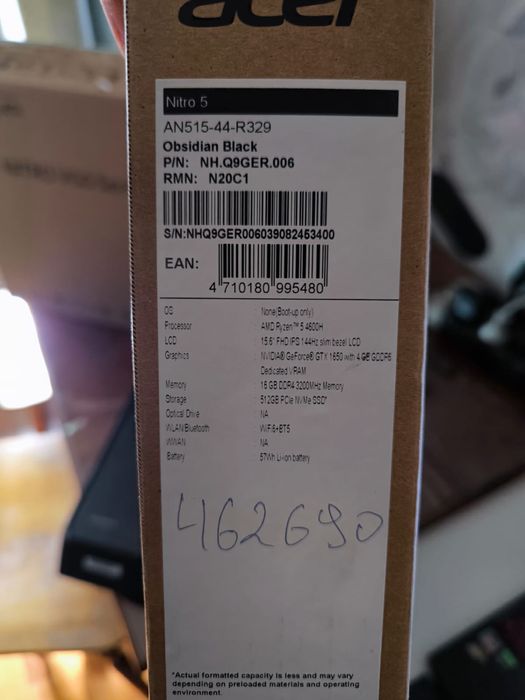 acer
Nitro 5
AN515-44-R329
Obsidian Black
P/N: NH.Q9GER.006
RMN: N20C1
S/N:NHQ9GER006039082453400
EAN:
4 710180 995480
OS : None(Boot-up only)
Processor : AMD Ryzen™ 5 4600H
LCD : 15.6" FHD IPS 144Hz slim bezel LCD
Graphics : NVIDIA® GeForce® GTX 1650 with 4 GB GDDR6
Dedicated VRAM
Memory : 16 GB DDR4 3200MHz Memory
Storage : 512GB PCIe NVMe SSD*
Optical Drive : NA
WLAN/Bluetooth : WiFi6+BT5
WWAN : NA
Battery : 57Wh Li-ion battery
462690
*Actual formatted capacity is less and may vary
depending on preloaded materials and operating
environment.